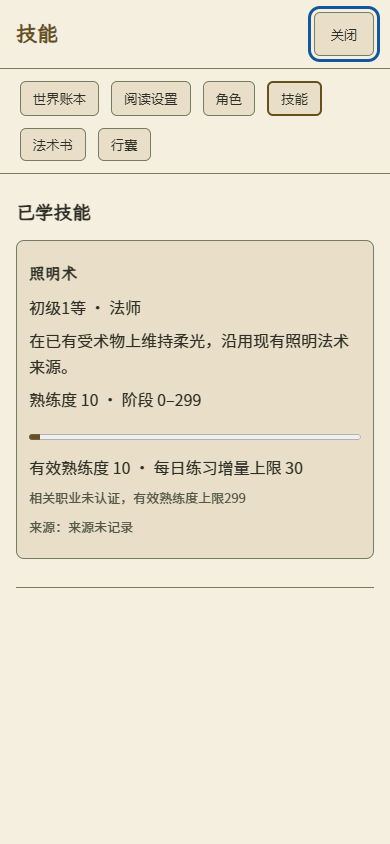 技能
关闭
世界账本
阅读设置
角色
技能
法术书
行囊
已学技能
照明术
初级1等 · 法师
在已有受术物上维持柔光，沿用现有照明法术
来源。
熟练度 10 · 阶段 0–299
有效熟练度 10 · 每日练习增量上限 30
相关职业未认证，有效熟练度上限299
来源：来源未记录